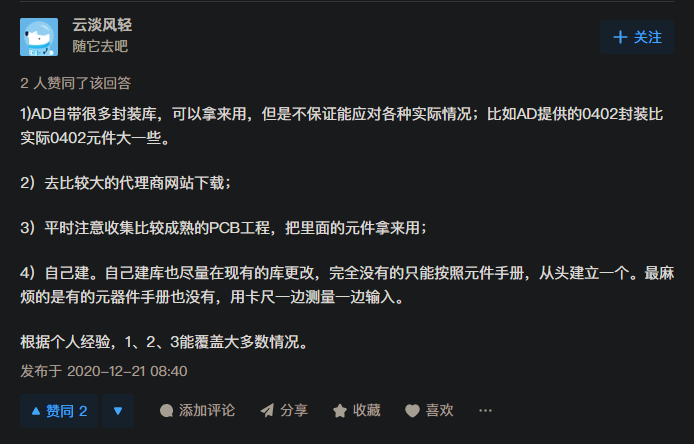 云淡风轻
随它去吧
关注
2 人赞同了该回答
1)AD自带很多封装库，可以拿来用，但是不保证能应对各种实际情况；比如AD提供的0402封装比
实际0402元件大一些。
2）去比较大的代理商网站下载；
3）平时注意收集比较成熟的PCB工程，把里面的元件拿来用；
4）自己建。自己建库也尽量在现有的库更改，完全没有的只能按照元件手册，从头建立一个。最麻
烦的是有的元器件手册也没有，用卡尺一边测量一边输入。
根据个人经验，1、2、3能覆盖大多数情况。
发布于 2020-12-21 08:40
赞同 2 添加评论 分享 收藏 喜欢 ···